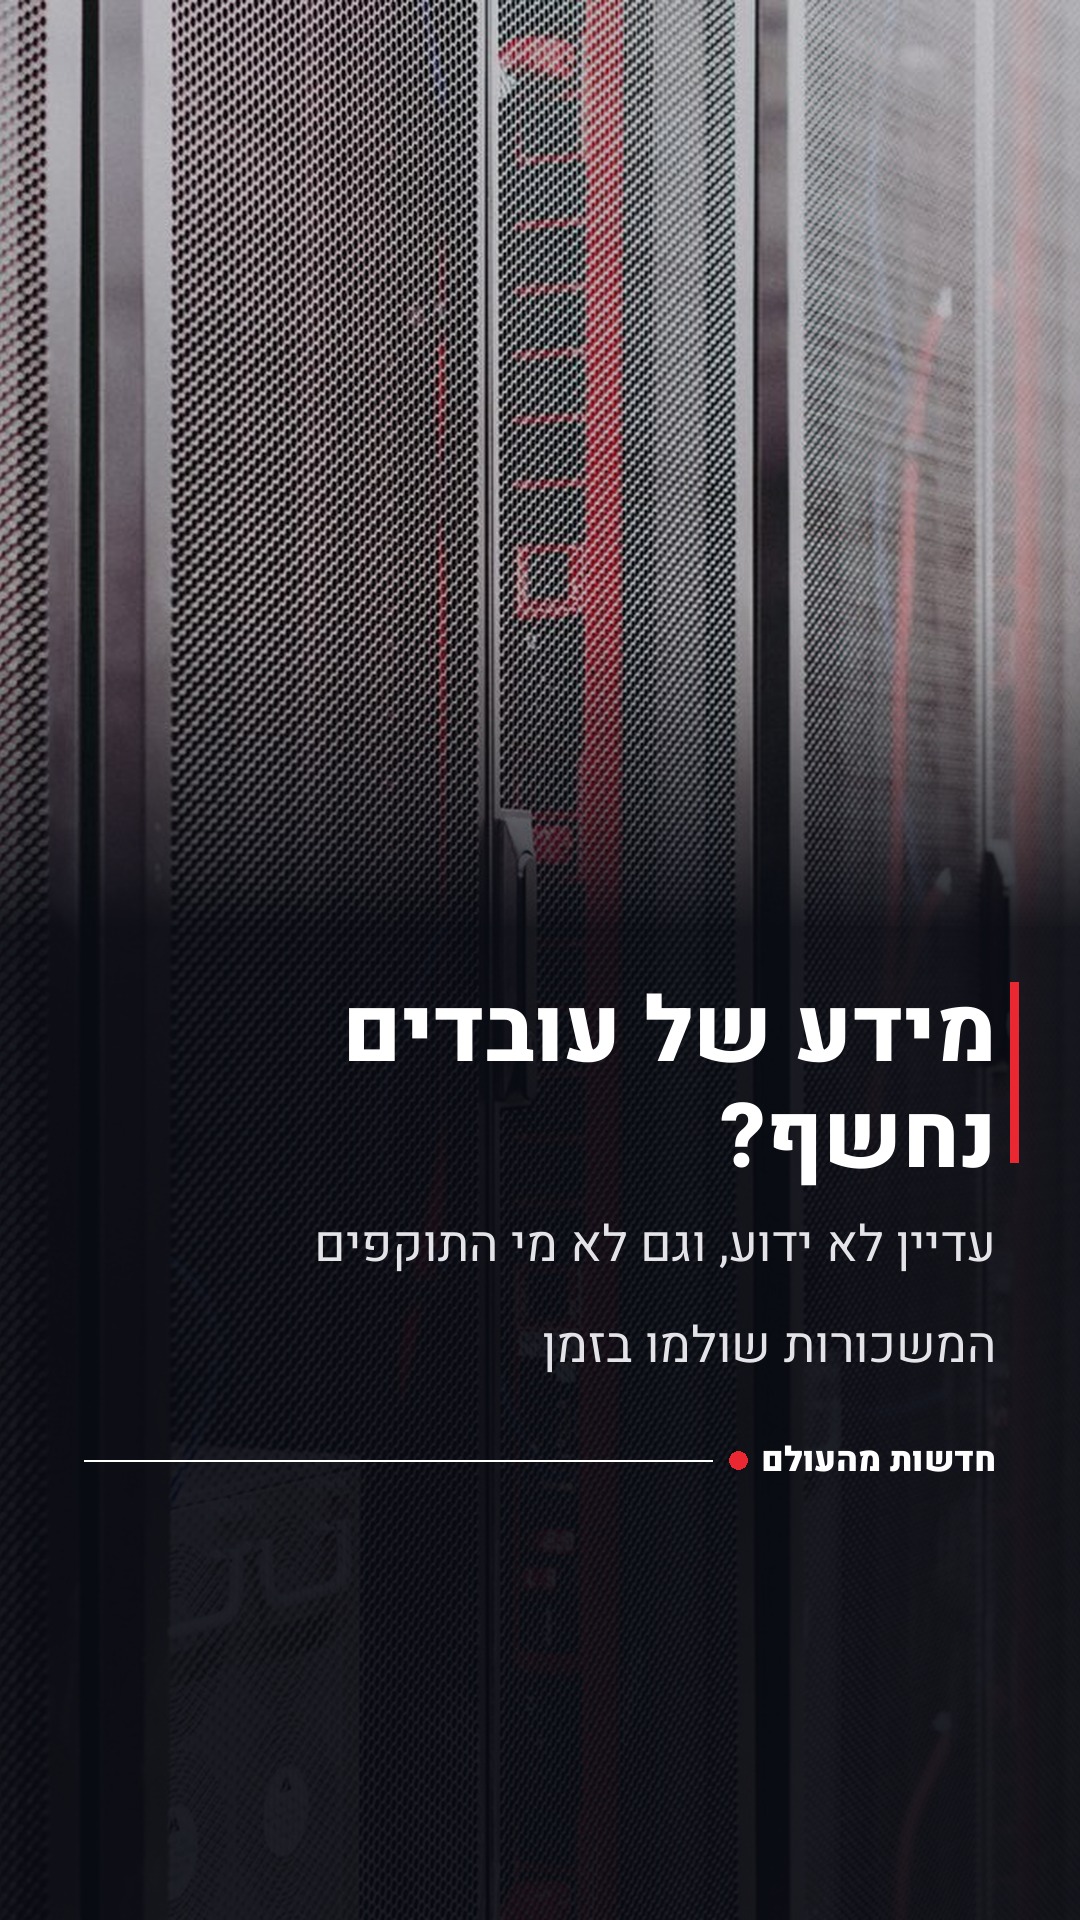 מידע של עובדים
נחשף?
עדיין לא ידוע, וגם לא מי התוקפים
המשכורות שולמו בזמן
חדשות מהעולם